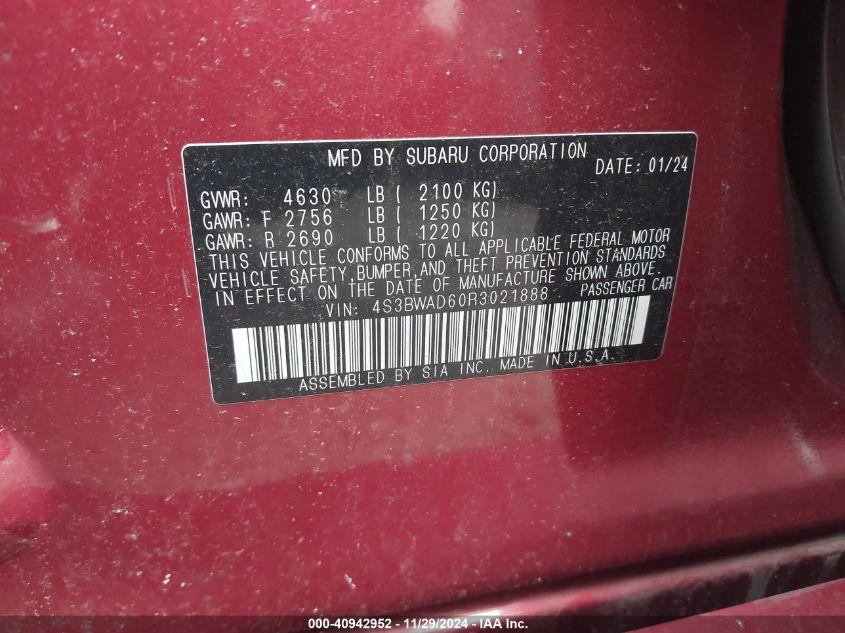 MFD BY SUBARU CORPORATION DATE: 01/24
GVWR: 4630 LB ( 2100 KG)
GAWR: F 2756 LB ( 1250 KG)
GAWR: R 2690 LB ( 1220 KG)
THIS VEHICLE CONFORMS TO ALL APPLICABLE FEDERAL MOTOR
VEHICLE SAFETY,BUMPER,AND THEFT PREVENTION STANDARDS
IN EFFECT ON THE DATE OF MANUFACTURE SHOWN ABOVE.
VIN: 4S3BWAD60R3021888 PASSENGER CAR
ASSEMBLED BY SIA INC. MADE IN U.S.A.
000-40942952 - 11/29/2024 - IAA, Inc.